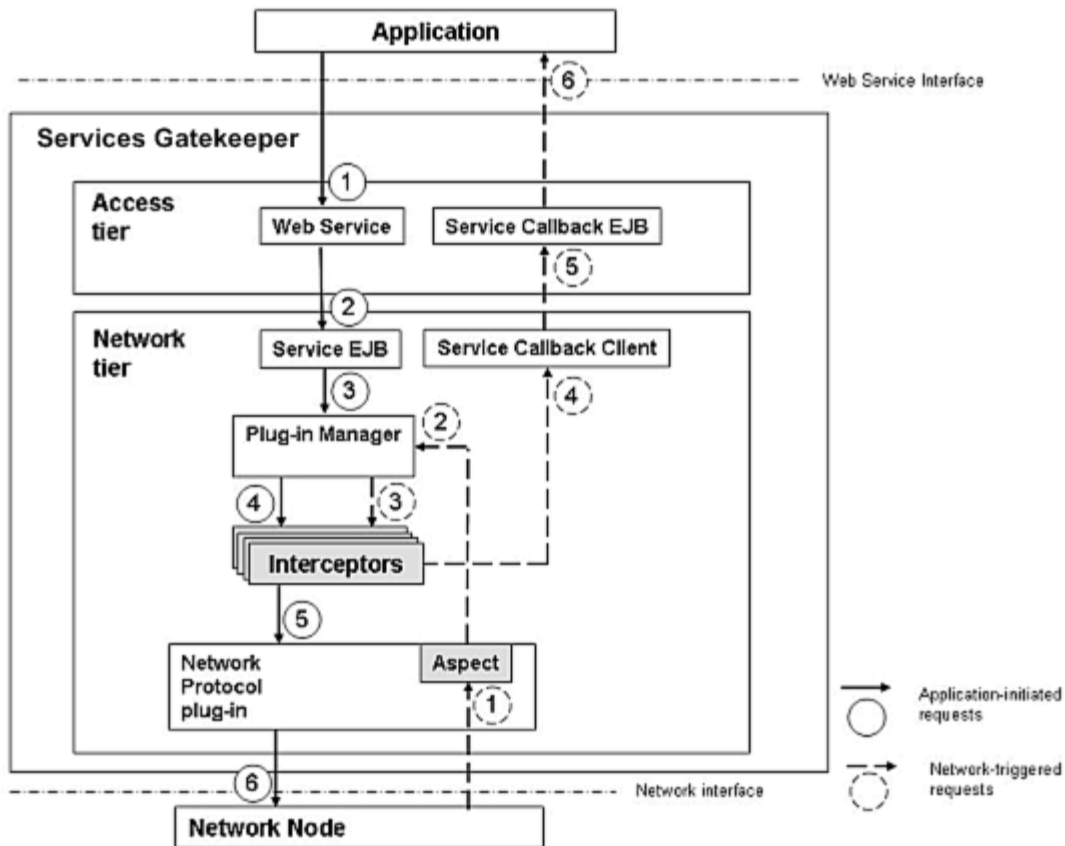 Application
6
Web Service Interface
Services Gatekeeper
1
Access
tier
Web Service
Service Callback EJB
5
2
Network
tier
Service EJB
Service Callback Client
3
4
2
Plug-in Manager
4
3
Interceptors
5
Network
Protocol
plug-in
Aspect
1
Application-initiated
requests
6
Network-triggered
requests
Network interface
Network Node